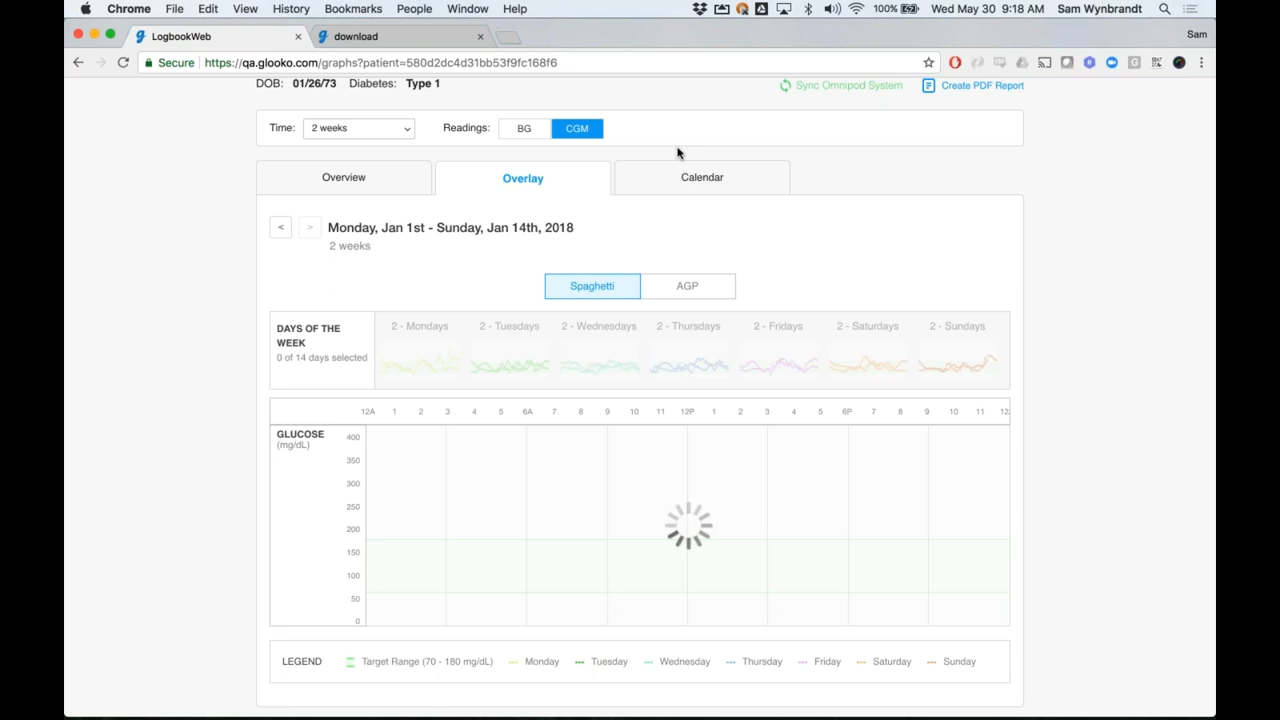 Chrome File Edit View History Bookmarks People Window Help 100% Wed May 30 9:18 AM Sam Wynbrandt
LogbookWeb × download × Sam
Secure https://qa.glooko.com/graphs?patient=580d2dc4d31bb53f9fc168f6
DOB: 01/26/73 Diabetes: Type 1 Sync Omnipod System Create PDF Report
Time: 2 weeks Readings: BG CGM
Overview Overlay Calendar
< > Monday, Jan 1st - Sunday, Jan 14th, 2018
2 weeks
Spaghetti AGP
DAYS OF THE
WEEK
0 of 14 days selected
2 - Mondays 2 - Tuesdays 2 - Wednesdays 2 - Thursdays 2 - Fridays 2 - Saturdays 2 - Sundays
12A 1 2 3 4 5 6A 7 8 9 10 11 12P 1 2 3 4 5 6P 7 8 9 10 11 12
GLUCOSE
(mg/dL)
400
350
300
250
200
150
100
50
0
LEGEND Target Range (70 - 180 mg/dL) Monday Tuesday Wednesday Thursday Friday Saturday Sunday